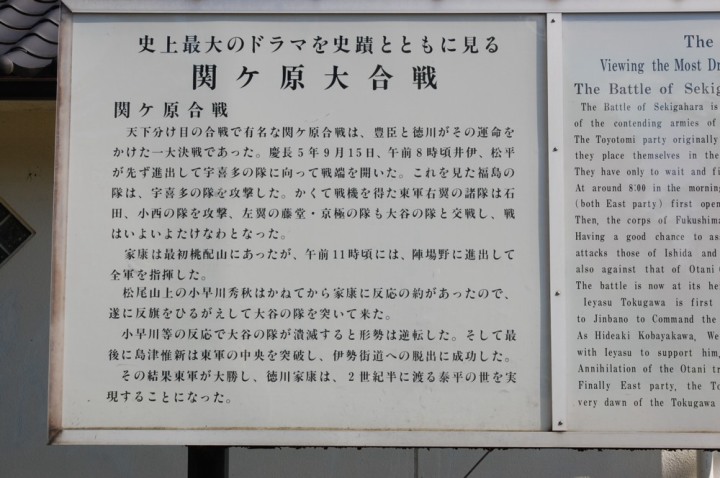 史上最大のドラマを史蹟とともに見る
関ケ原大合戦
関ケ原合戦
天下分け目の合戦で有名な関ケ原合戦は、豊臣と徳川がその運命を
かけた一大決戦であった。慶長5年9月15日、午前8時頃井伊、松平
が先ず進出して宇喜多の隊に向って戦端を開いた。これを見た福島の
隊は、宇喜多の隊を攻撃した。かくて戦機を得た東軍右翼の諸隊は石
田、小西の隊を攻撃、左翼の藤堂・京極の隊も大谷の隊と交戦し、戦
はいよいよたけなわとなった。
家康は最初桃配山にあったが、午前11時頃には、陣場野に進出して
全軍を指揮した。
松尾山上の小早川秀秋はかねてから家康に反応の約があったので、
遂に反旗をひるがえして大谷の隊を突いて来た。
小早川等の反応で大谷の隊が潰滅すると形勢は逆転した。そして最
後に島津惟新は東軍の中央を突破し、伊勢街道への脱出に成功した。
その結果東軍が大勝し、徳川家康は、2世紀半に渡る泰平の世を実
現することになった。
The
Viewing the Most Dr
The Battle of Sekig
The Battle of Sekigahara is
of the contending armies of
The Toyotomi party originally
they place themselves in the
They have only to wait and fi
At around 8:00 in the morning
(both East party) first open
Then, the corps of Fukushima
Having a good chance to as
attacks those of Ishida and
also against that of Otani
The battle is now at its he
Ieyasu Tokugawa is first
to Jinbano to Command the
As Hideaki Kobayakawa, We
with Ieyasu to support him,
Annihilation of the Otani tr
Finally East party, the To
very dawn of the Tokugawa